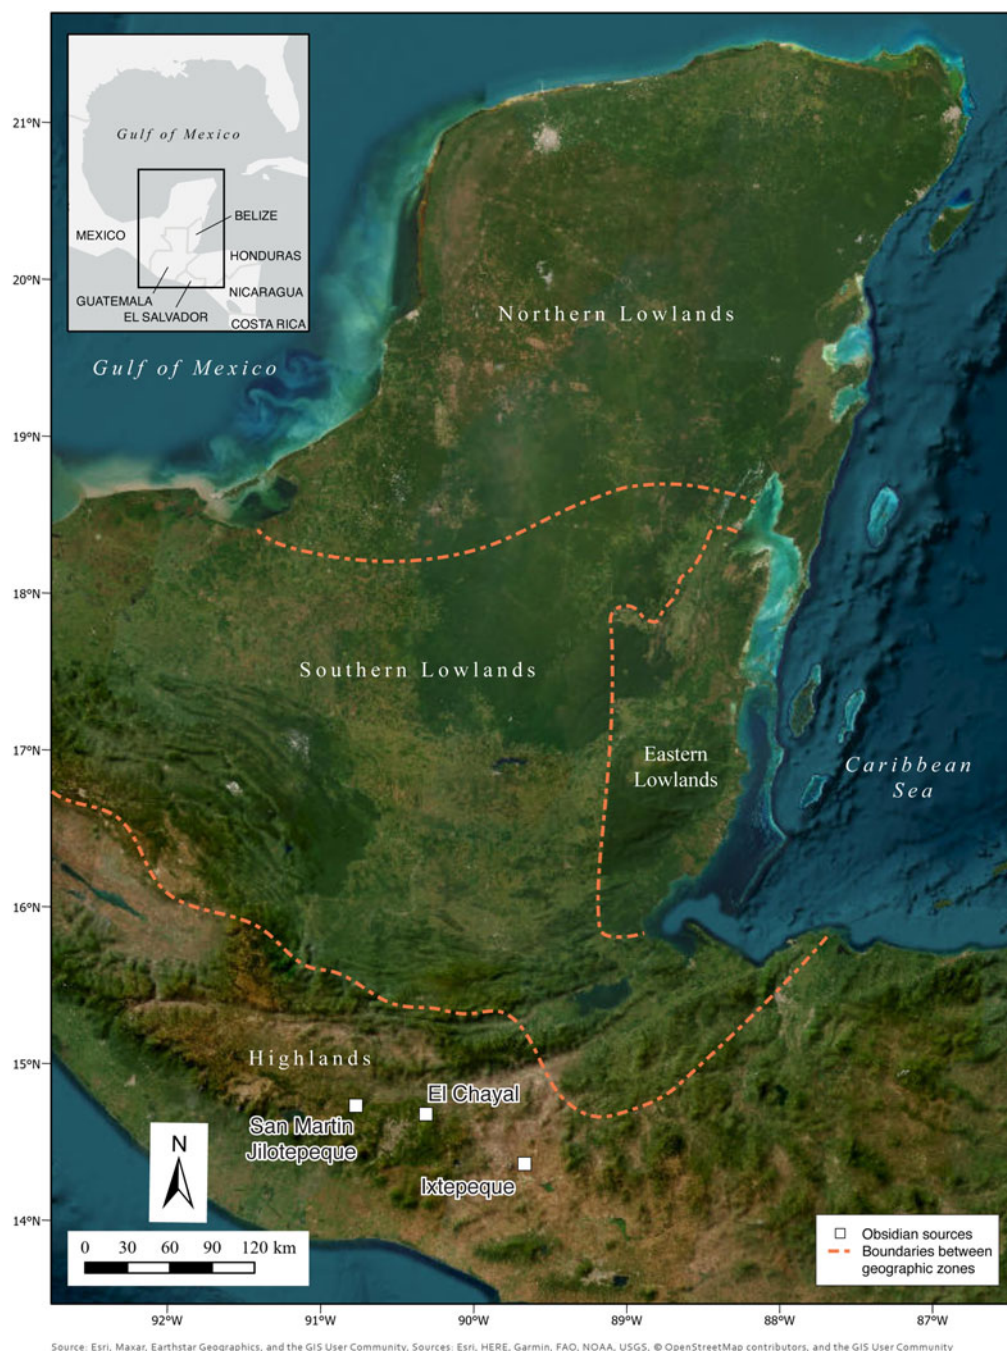 Gulf of Mexico
BELIZE
MEXICO
HONDURAS
GUATEMALA
NICARAGUA
EL SALVADOR
COSTA RICA
21°N
20°N
Northern Lowlands
Gulf of Mexico
19°N
18°N
Southern Lowlands
17°N
Eastern
Lowlands
Caribbean
Sea
16°N
15°N
Highlands
El Chayal
San Martin
Jilotepeque
Ixtepeque
N
14°N
0 30 60 90 120 km
Obsidian sources
Boundaries between
geographic zones
92°W 91°W 90°W 89°W 88°W 87°W
Source: Esri, Maxar, Earthstar Geographics, and the GIS User Community, Sources: Esri, HERE, Garmin, FAO, NOAA, USGS, © OpenStreetMap contributors, and the GIS User Community